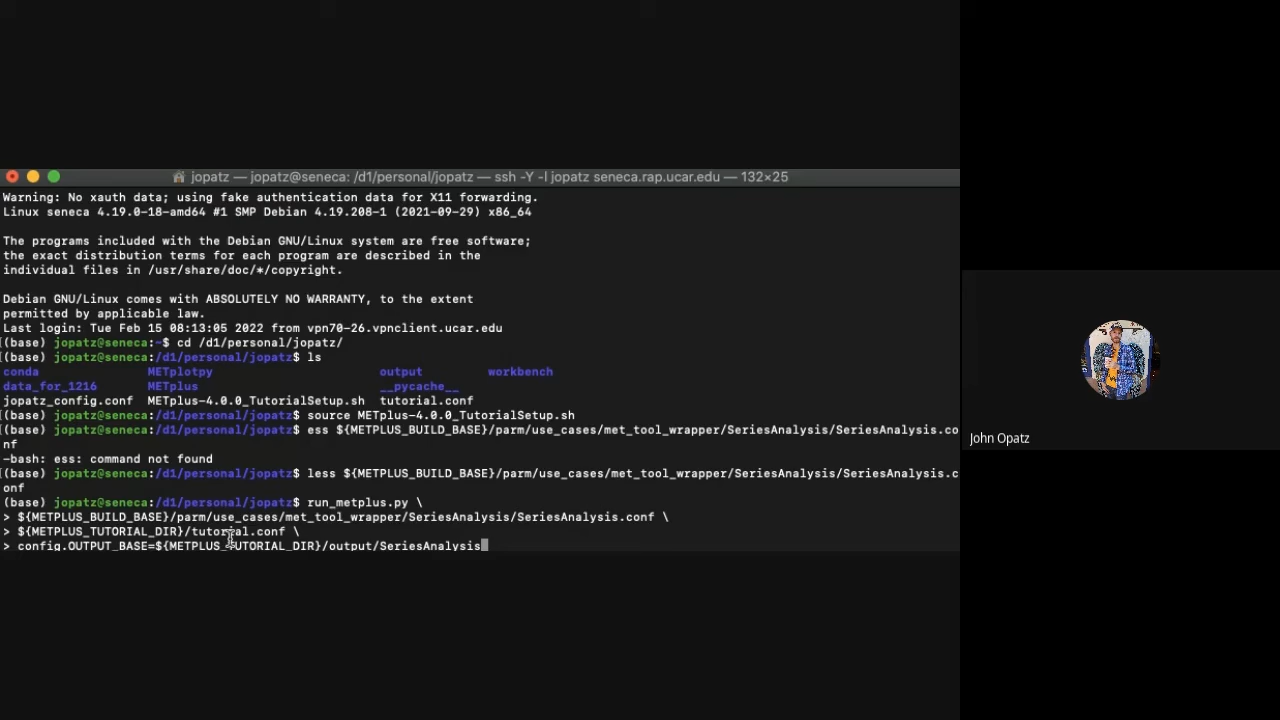 jopatz — jopatz@seneca: /d1/personal/jopatz — ssh -Y -l jopatz seneca.rap.ucar.edu — 132×25
Warning: No xauth data; using fake authentication data for X11 forwarding.
Linux seneca 4.19.0-18-amd64 #1 SMP Debian 4.19.208-1 (2021-09-29) x86_64
The programs included with the Debian GNU/Linux system are free software;
the exact distribution terms for each program are described in the
individual files in /usr/share/doc/*/copyright.
Debian GNU/Linux comes with ABSOLUTELY NO WARRANTY, to the extent
permitted by applicable law.
Last login: Tue Feb 15 08:13:05 2022 from vpn70-26.vpnclient.ucar.edu
[(base) jopatz@seneca:~$ cd /d1/personal/jopatz/
[(base) jopatz@seneca:/d1/personal/jopatz$ ls
conda METplotpy output workbench
data_for_1216 METplus __pycache__
jopatz_config.conf METplus-4.0.0_TutorialSetup.sh tutorial.conf
[(base) jopatz@seneca:/d1/personal/jopatz$ source METplus-4.0.0_TutorialSetup.sh
[(base) jopatz@seneca:/d1/personal/jopatz$ ess ${METPLUS_BUILD_BASE}/parm/use_cases/met_tool_wrapper/SeriesAnalysis/SeriesAnalysis.co
nf
-bash: ess: command not found
[(base) jopatz@seneca:/d1/personal/jopatz$ less ${METPLUS_BUILD_BASE}/parm/use_cases/met_tool_wrapper/SeriesAnalysis/SeriesAnalysis.c
onf
(base) jopatz@seneca:/d1/personal/jopatz$ run_metplus.py \
> ${METPLUS_BUILD_BASE}/parm/use_cases/met_tool_wrapper/SeriesAnalysis/SeriesAnalysis.conf \
> ${METPLUS_TUTORIAL_DIR}/tutorial.conf \
> config.OUTPUT_BASE=${METPLUS_TUTORIAL_DIR}/output/SeriesAnalysis
John Opatz